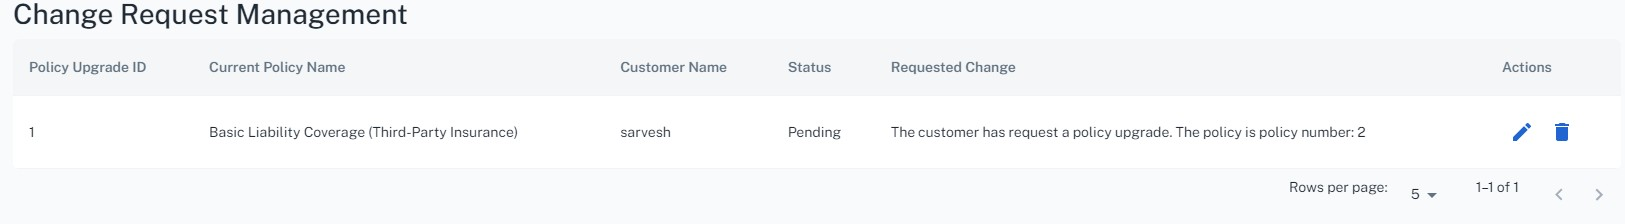 Change Request Management
Policy Upgrade ID Current Policy Name Customer Name Status Requested Change Actions
1 Basic Liability Coverage (Third-Party Insurance) sarvesh Pending The customer has request a policy upgrade. The policy is policy number: 2
Rows per page: 5 1–1 of 1